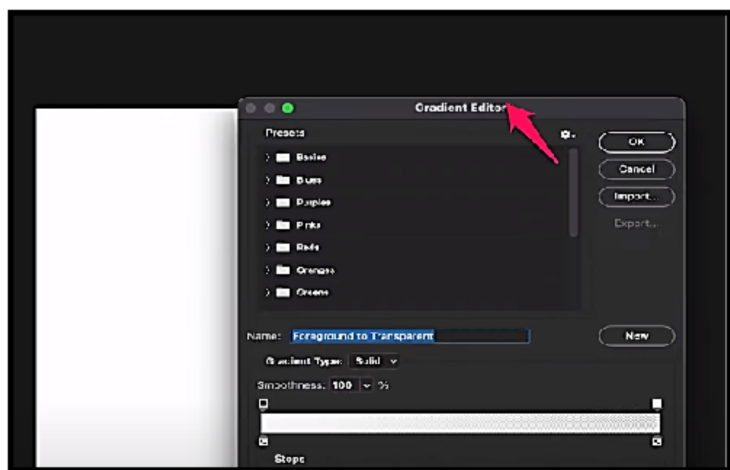 Gradient Editor
Presets
OK
Basics
Cancel
Blues
Purples
Import...
Pinks
Export...
Reds
Oranges
Greens
Name: Foreground to Transparent
New
Gradient Type: Solid
Smoothness: 100 %
Stops